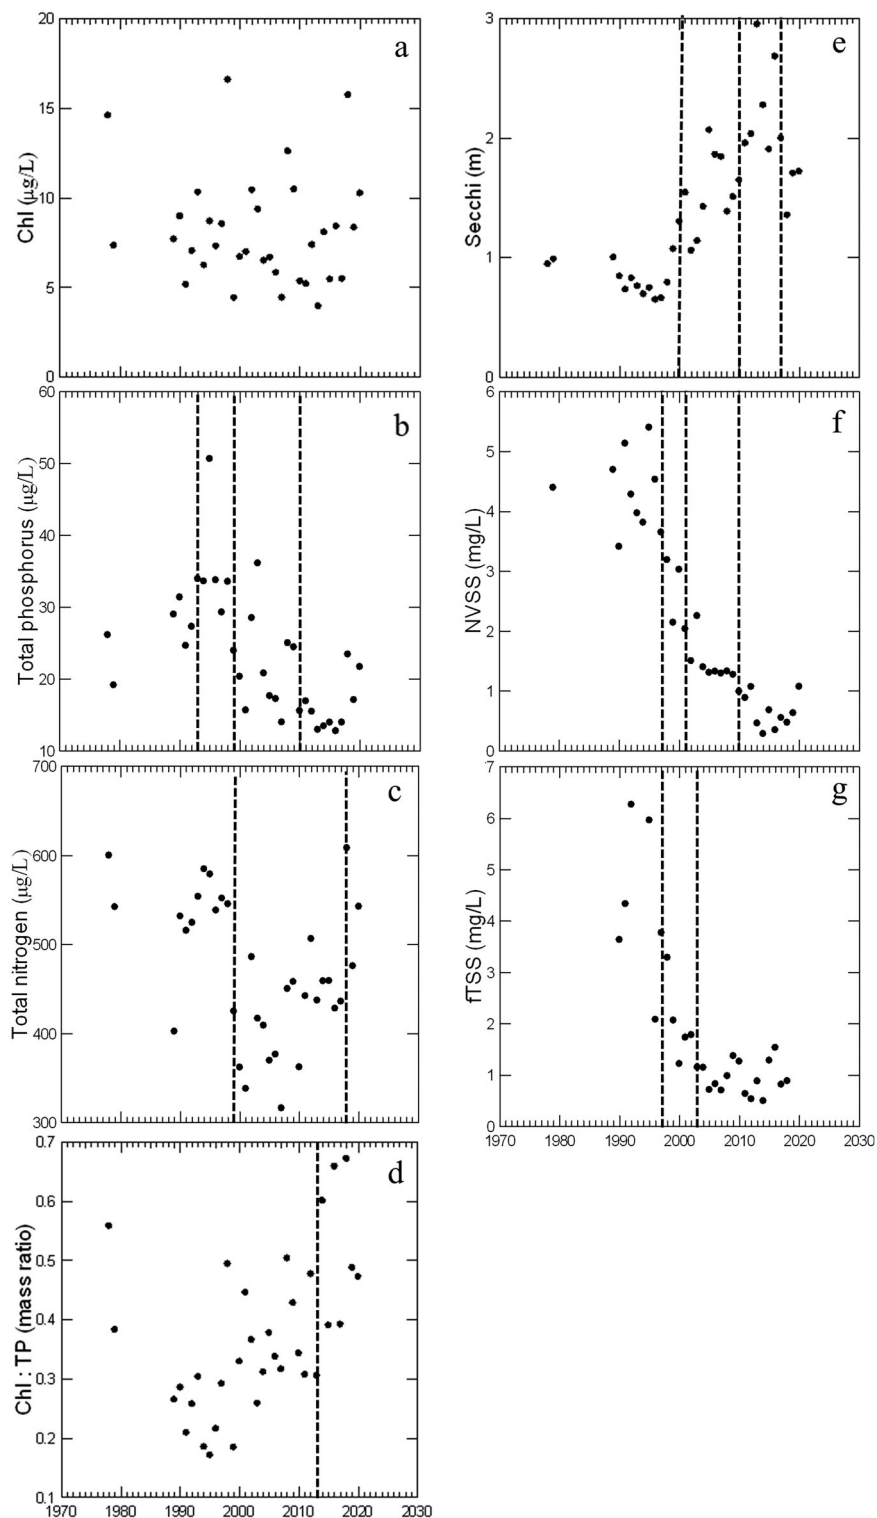 20
15
10
5
0
Chl (µg/L)
a
60
50
40
30
20
10
Total phosphorus (µg/L)
b
700
600
500
400
300
Total nitrogen (µg/L)
c
0.7
0.6
0.5
0.4
0.3
0.2
0.1
Chl : TP (mass ratio)
d
1970 1980 1990 2000 2010 2020 2030
3
2
1
0
Secchi (m)
e
6
5
4
3
2
1
0
NVSS (mg/L)
f
7
6
5
4
3
2
1
0
fTSS (mg/L)
g
1970 1980 1990 2000 2010 2020 2030